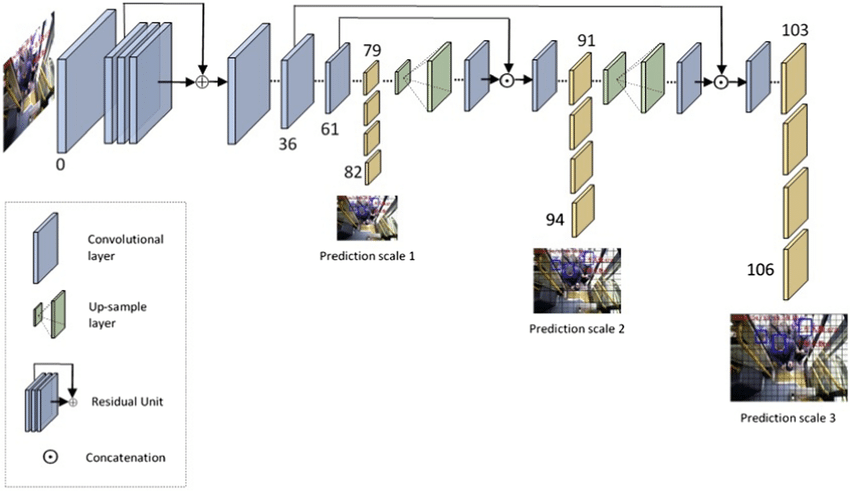 79
91
103
0
36
61
82
94
106
Prediction scale 1
Prediction scale 2
Prediction scale 3
Convolutional
layer
Up-sample
layer
Residual Unit
Concatenation